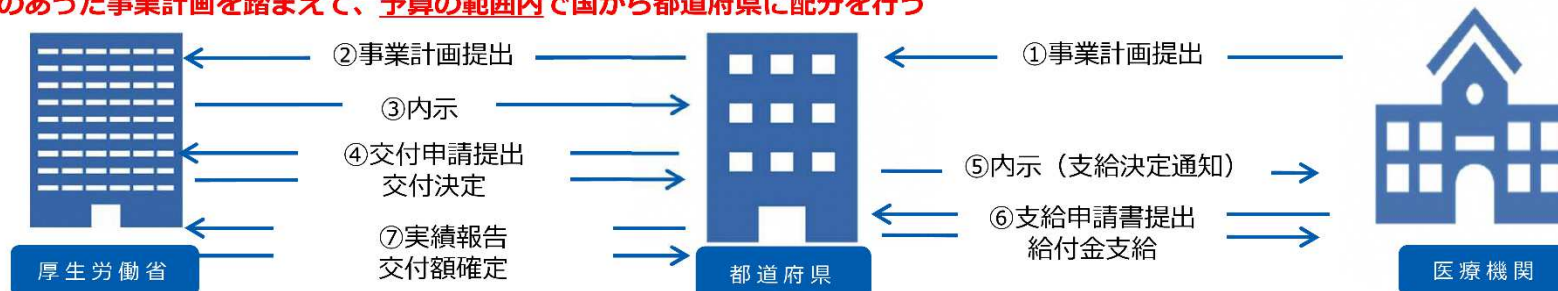 のあった事業計画を踏まえて、予算の範囲内で国から都道府県に配分を行う
②事業計画提出
①事業計画提出
③内示
④交付申請提出
交付決定
⑤内示（支給決定通知）
⑥支給申請書提出
給付金支給
⑦実績報告
交付額確定
厚生労働省
都道府県
医療機関